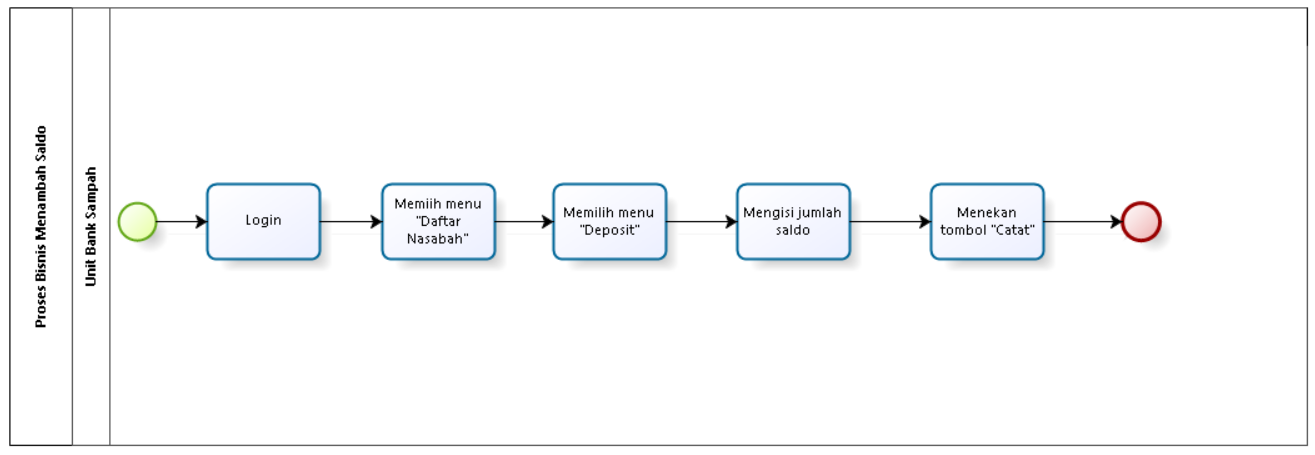 Proses Bisnis Menambah Saldo
Unit Bank Sampah
Login
Memiih menu
"Daftar
Nasabah"
Memilih menu
"Deposit"
Mengisi jumlah
saldo
Menekan
tombol "Catat"